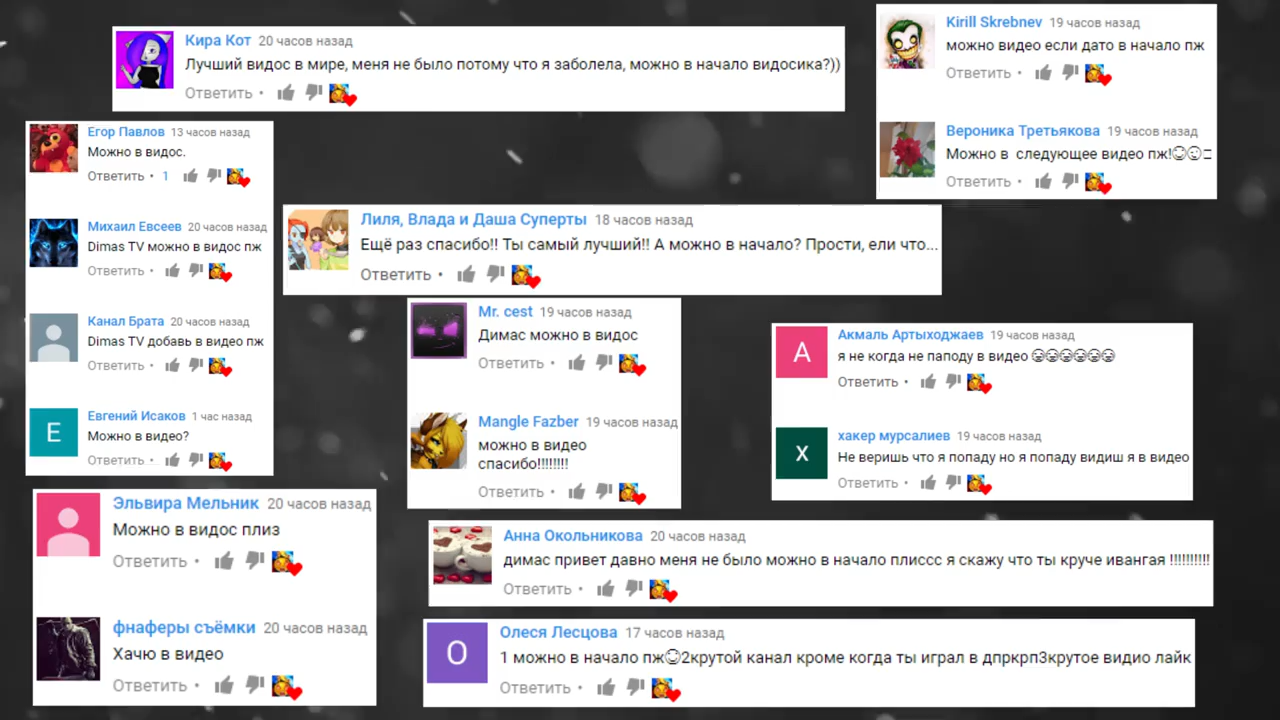 Кира Кот 20 часов назад
Лучший видос в мире, меня не было потому что я заболела, можно в начало видосика?))
Ответить •
Kirill Skrebnev 19 часов назад
можно видео если дато в начало пж
Ответить •
Вероника Третьякова 19 часов назад
Можно в следующее видео пж!
Ответить •
Егор Павлов 13 часов назад
Можно в видос.
Ответить • 1
Михаил Евсеев 20 часов назад
Dimas TV можно в видос пж
Ответить •
Канал Брата 20 часов назад
Dimas TV добавь в видео пж
Ответить •
E
Евгений Исаков 1 час назад
Можно в видео?
Ответить •
Лиля, Влада и Даша Суперты 18 часов назад
Ещё раз спасибо!! Ты самый лучший!! А можно в начало? Прости, ели что...
Ответить •
Mr. cest 19 часов назад
Димас можно в видос
Ответить •
Mangle Fazber 19 часов назад
можно в видео
спасибо!!!!!!!!
Ответить •
А
Акмаль Артыходжаев 19 часов назад
я не когда не паподу в видео 😭😭😭😭😭😭
Ответить •
х
хакер мурсалиев 19 часов назад
Не веришь что я попаду но я попаду видиш я в видео
Ответить •
Эльвира Мельник 20 часов назад
Можно в видос плиз
Ответить •
фнаферы съёмки 20 часов назад
Хачю в видео
Ответить •
Анна Окольникова 20 часов назад
димас привет давно меня не было можно в начало плиссс я скажу что ты круче ивангая !!!!!!!!!!
Ответить •
О
Олеся Лесцова 17 часов назад
1 можно в начало пж😉2крутой канал кроме когда ты играл в дпркрп3крутое видио лайк
Ответить •